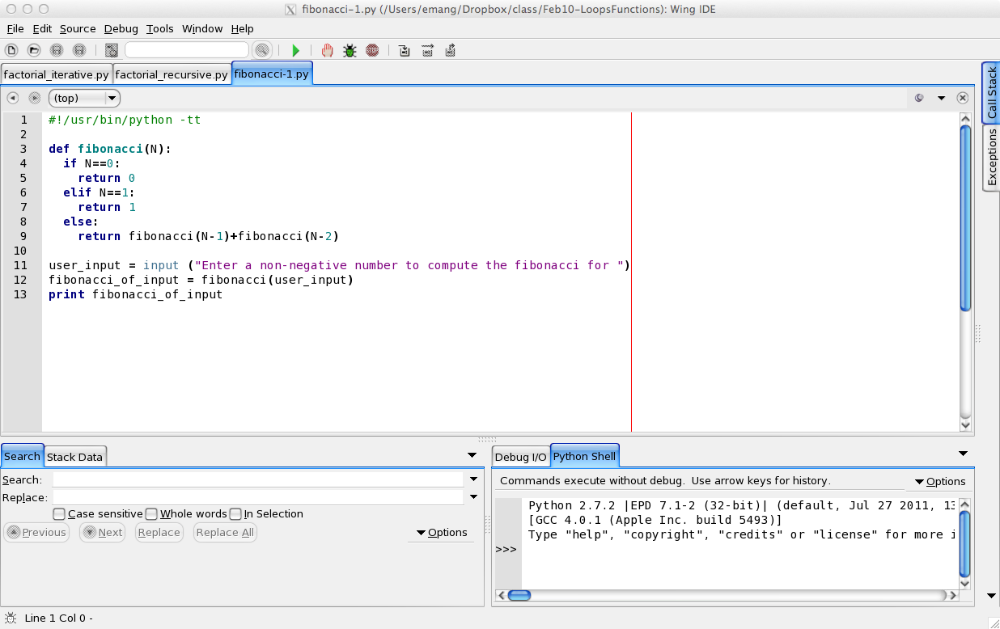 fibonacci-1.py (/Users/emang/Dropbox/class/Feb10-LoopsFunctions): Wing IDE
File Edit Source Debug Tools Window Help
factorial_iterative.py factorial_recursive.py fibonacci-1.py
(top)
1 #!/usr/bin/python -tt
2
3 def fibonacci(N):
4   if N==0:
5     return 0
6   elif N==1:
7     return 1
8   else:
9     return fibonacci(N-1)+fibonacci(N-2)
10
11 user_input = input ("Enter a non-negative number to compute the fibonacci for ")
12 fibonacci_of_input = fibonacci(user_input)
13 print fibonacci_of_input
Call Stack
Exceptions
Search Stack Data
Search:
Replace:
Case sensitive Whole words In Selection
Previous Next Replace Replace All Options
Debug I/O Python Shell
Commands execute without debug. Use arrow keys for history.
Options
Python 2.7.2 |EPD 7.1-2 (32-bit)| (default, Jul 27 2011, 13
[GCC 4.0.1 (Apple Inc. build 5493)]
Type "help", "copyright", "credits" or "license" for more i
>>>
Line 1 Col 0 -